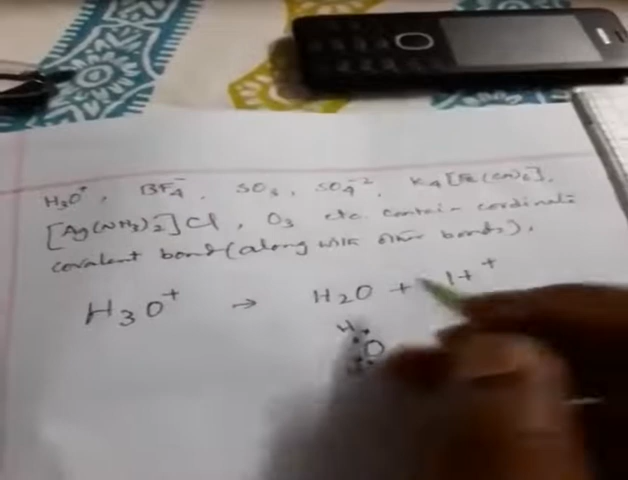 H₃O⁺, BF₄⁻, SO₃, SO₄⁻², K₄[Fe(CN)₆],
[Ag(NH₃)₂]Cl, O₃ etc. contain cordinate
covalent bond (along with other bonds).
H₃O⁺ → H₂O + H⁺
H
O